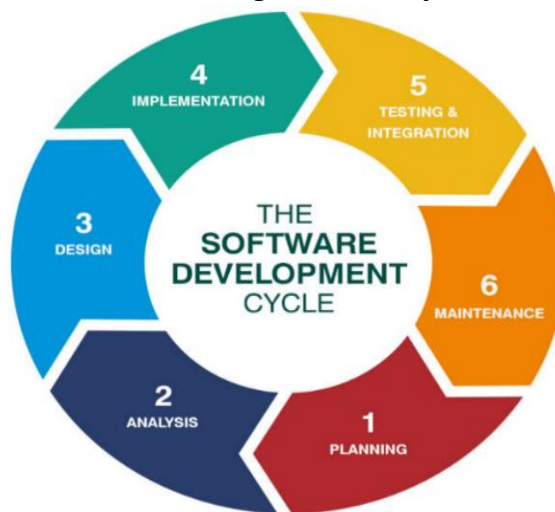 THE
SOFTWARE
DEVELOPMENT
CYCLE
1
PLANNING
2
ANALYSIS
3
DESIGN
4
IMPLEMENTATION
5
TESTING &
INTEGRATION
6
MAINTENANCE